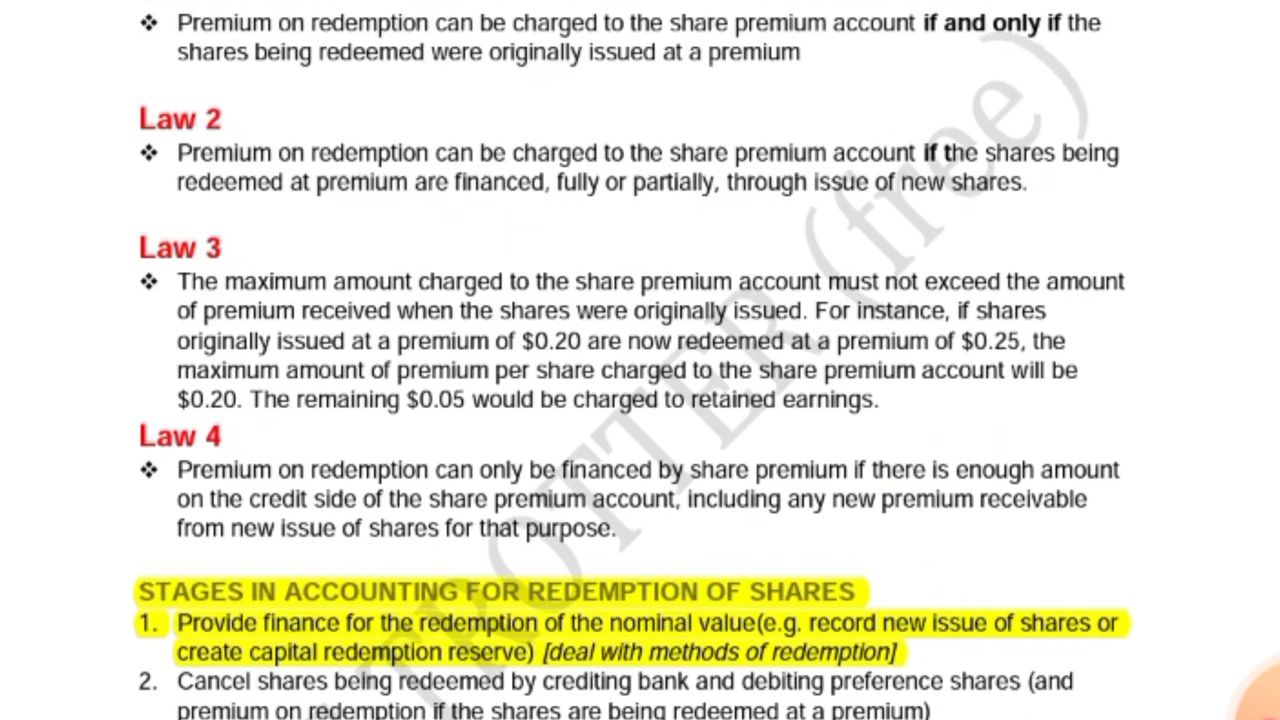 ❖ Premium on redemption can be charged to the share premium account if and only if the
shares being redeemed were originally issued at a premium
Law 2
❖ Premium on redemption can be charged to the share premium account if the shares being
redeemed at premium are financed, fully or partially, through issue of new shares.
Law 3
❖ The maximum amount charged to the share premium account must not exceed the amount
of premium received when the shares were originally issued. For instance, if shares
originally issued at a premium of $0.20 are now redeemed at a premium of $0.25, the
maximum amount of premium per share charged to the share premium account will be
$0.20. The remaining $0.05 would be charged to retained earnings.
Law 4
❖ Premium on redemption can only be financed by share premium if there is enough amount
on the credit side of the share premium account, including any new premium receivable
from new issue of shares for that purpose.
STAGES IN ACCOUNTING FOR REDEMPTION OF SHARES
1. Provide finance for the redemption of the nominal value(e.g. record new issue of shares or
create capital redemption reserve) [deal with methods of redemption]
2. Cancel shares being redeemed by crediting bank and debiting preference shares (and
premium on redemption if the shares are being redeemed at a premium)
TROTTER (free)